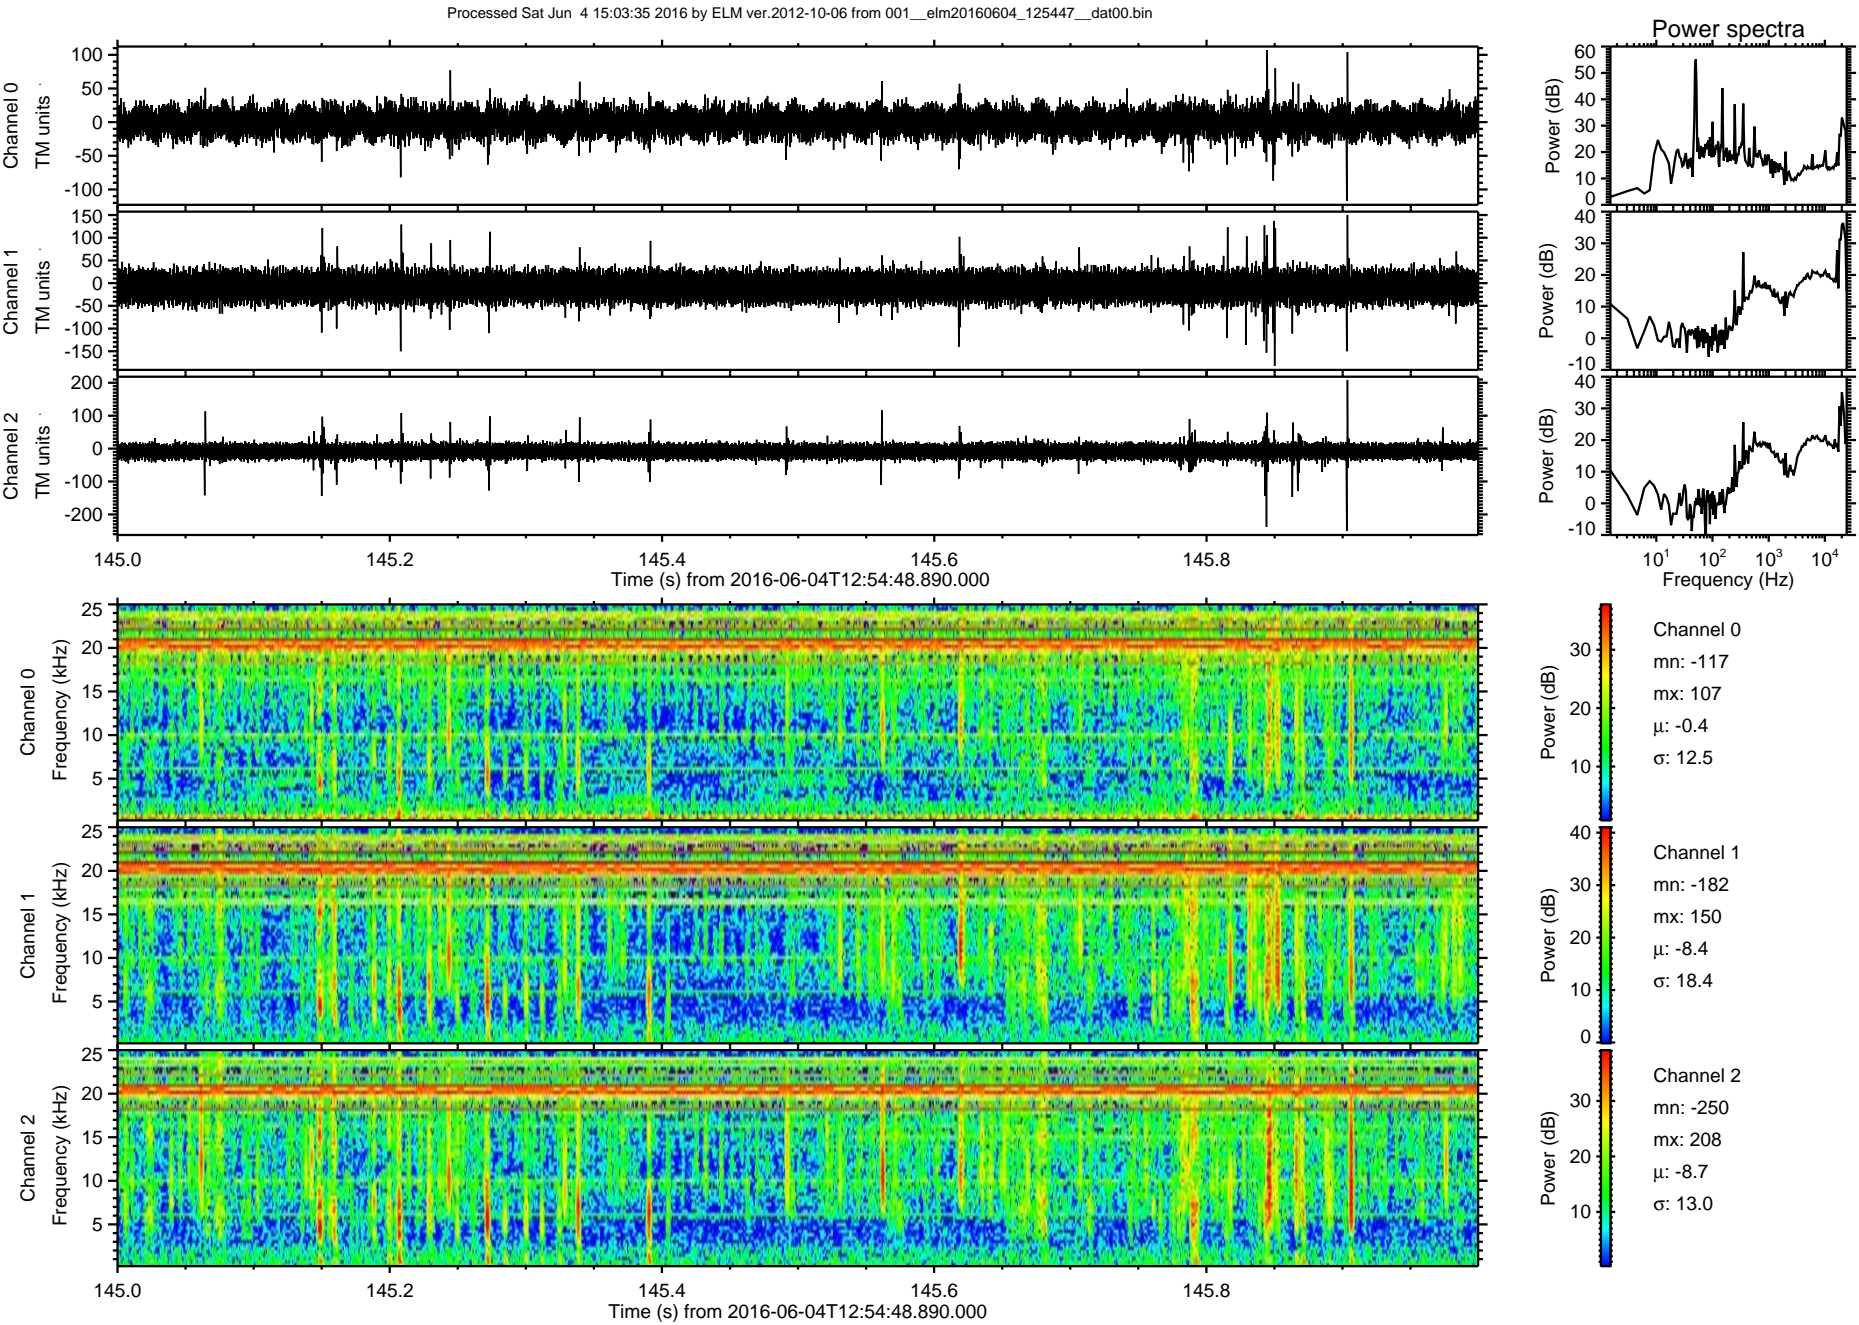 Processed Sat Jun  4 15:03:35 2016 by ELM ver.2012-10-06 from 001__elm20160604_125447__dat00.bin
Power spectra
Channel 0
TM units
100
50
0
-50
-100
Power (dB)
60
50
40
30
20
10
0
Channel 1
TM units
150
100
50
0
-50
-100
-150
Power (dB)
40
30
20
10
0
-10
Channel 2
TM units
200
100
0
-100
-200
Power (dB)
40
30
20
10
0
-10
145.0 145.2 145.4 145.6 145.8
Time (s) from 2016-06-04T12:54:48.890.000
10¹ 10² 10³ 10⁴
Frequency (Hz)
Channel 0
Frequency (kHz)
25
20
15
10
5
Power (dB)
30
20
10
Channel 0
mn: -117
mx: 107
μ: -0.4
σ: 12.5
Channel 1
Frequency (kHz)
25
20
15
10
5
Power (dB)
40
30
20
10
0
Channel 1
mn: -182
mx: 150
μ: -8.4
σ: 18.4
Channel 2
Frequency (kHz)
25
20
15
10
5
Power (dB)
30
20
10
Channel 2
mn: -250
mx: 208
μ: -8.7
σ: 13.0
145.0 145.2 145.4 145.6 145.8
Time (s) from 2016-06-04T12:54:48.890.000